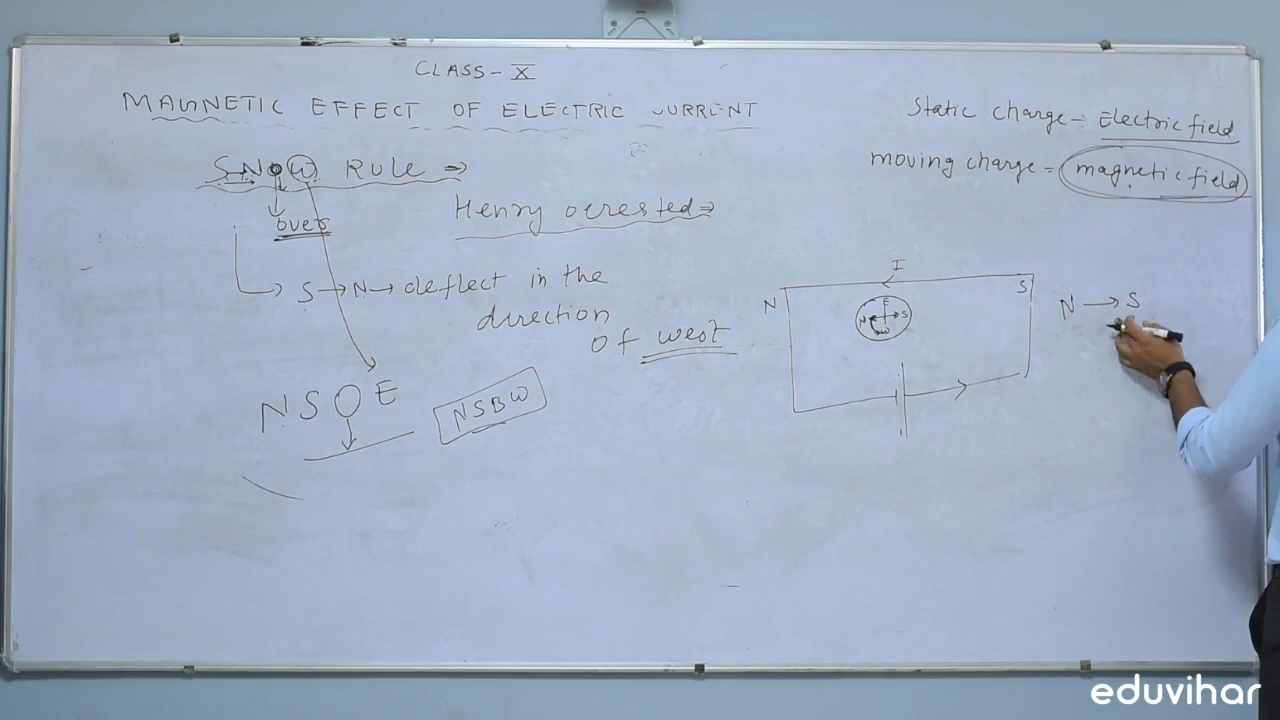 CLASS - X
MAGNETIC EFFECT OF ELECTRIC CURRENT
Static charge - Electric field
moving charge = magnetic field
SNOW RULE ⇒
over
Henry oersted ⇒
S → N → deflect in the
direction
of west
NSOE
NSBW
I
N
S
E
N
S
W
N → S
eduvihar